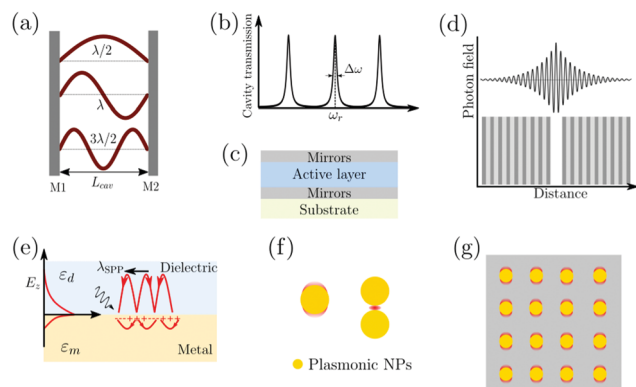 (a)
λ/2
λ
3λ/2
M1
L_cav
M2
(b)
Cavity transmission
Δω
ω_r
(c)
Mirrors
Active layer
Mirrors
Substrate
(d)
Photon field
Distance
(e)
E_z
ε_d
λ_SPP
Dielectric
ε_m
Metal
(f)
Plasmonic NPs
(g)